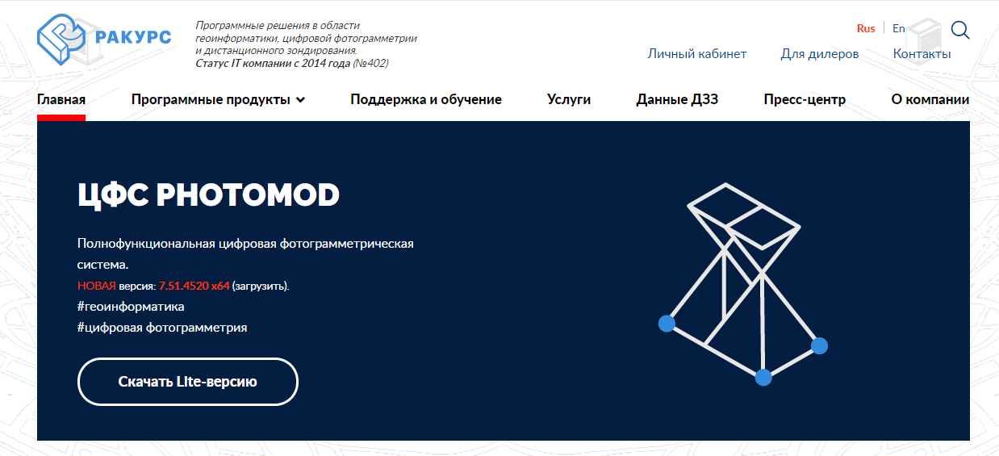 РАКУРС
Программные решения в области
геоинформатики, цифровой фотограмметрии
и дистанционного зондирования.
Статус IT компании с 2014 года (№402)
Rus En
Личный кабинет Для дилеров Контакты
Главная Программные продукты Поддержка и обучение Услуги Данные ДЗЗ Пресс-центр О компании
ЦФС PHOTOMOD
Полнофункциональная цифровая фотограмметрическая
система.
НОВАЯ версия: 7.51.4520 x64 (загрузить).
#геоинформатика
#цифровая фотограмметрия
Скачать Lite-версию